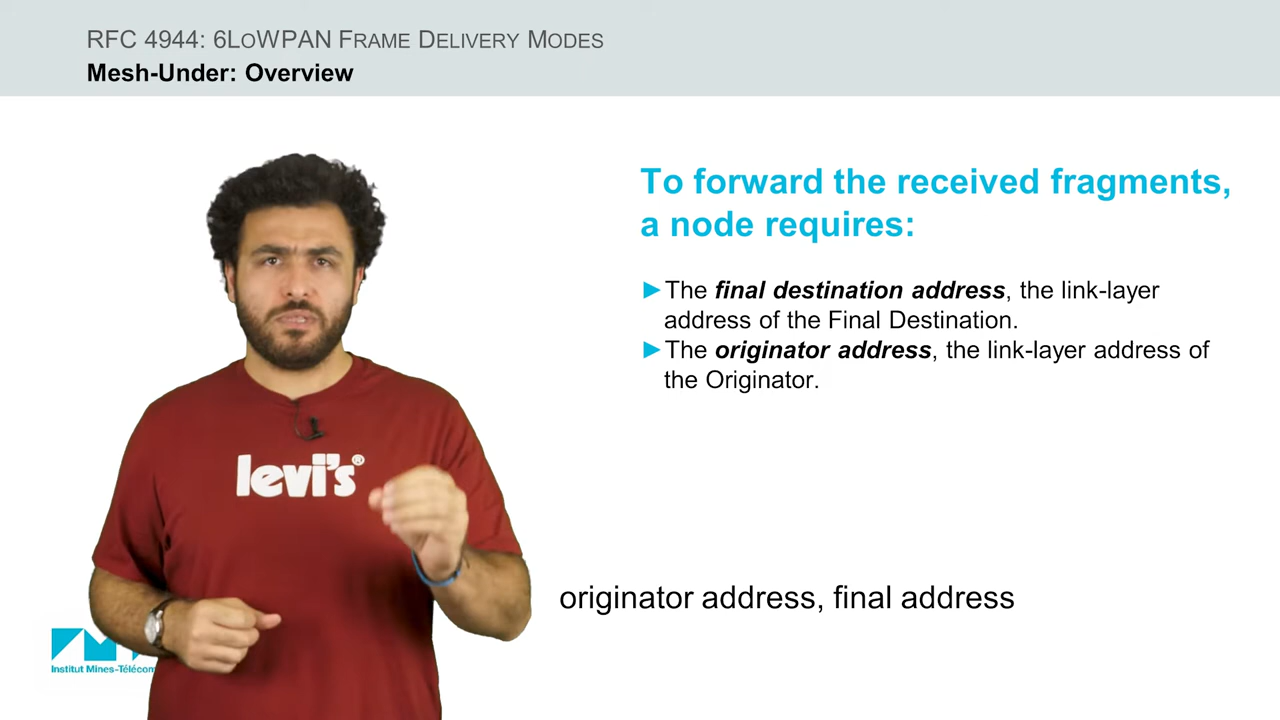 RFC 4944: 6LoWPAN Frame Delivery Modes
Mesh-Under: Overview
To forward the received fragments,
a node requires:
►The final destination address, the link-layer
address of the Final Destination.
►The originator address, the link-layer address of
the Originator.
levi's®
originator address, final address
Institut Mines-Télécom